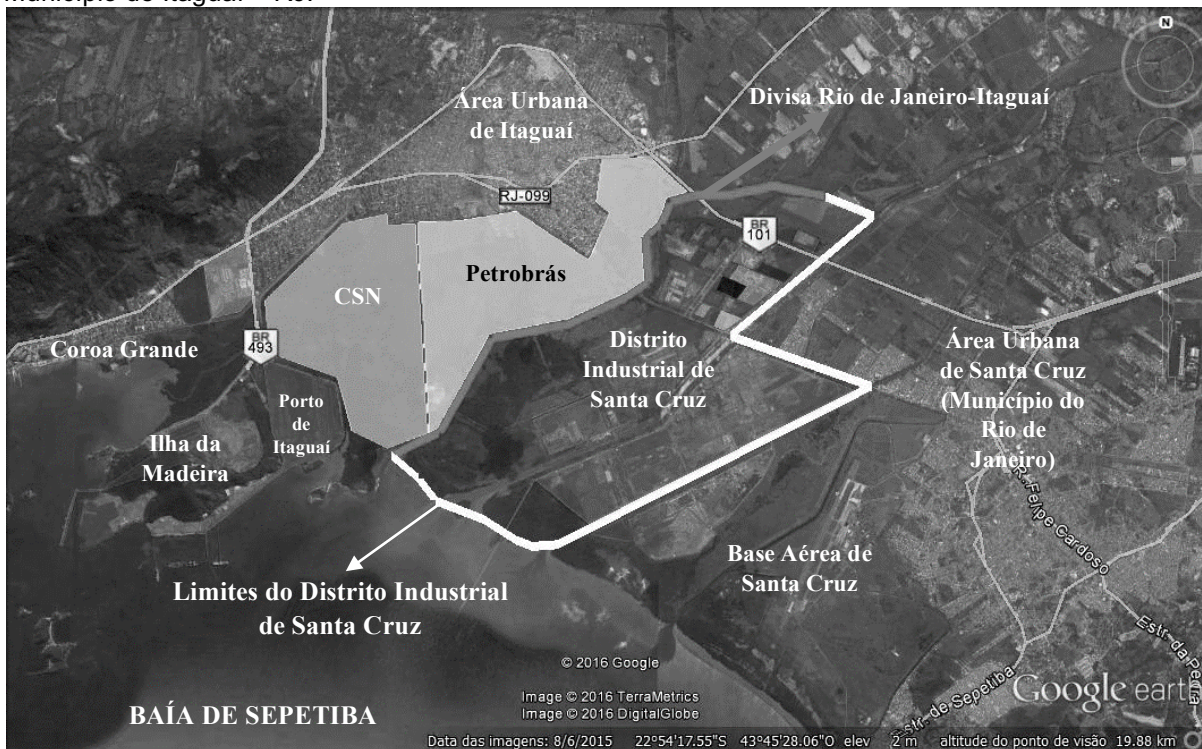 Município de Itaguaí – RJ.
N
Área Urbana
de Itaguaí
Divisa Rio de Janeiro-Itaguaí
RJ-099
BR
101
Petrobrás
CSN
Coroa Grande
BR
493
Distrito
Industrial de
Santa Cruz
Área Urbana
de Santa Cruz
(Município do
Rio de
Janeiro)
Porto
de
Itaguaí
Ilha da
Madeira
R. Felipe Cardoso
Base Aérea de
Santa Cruz
Limites do Distrito Industrial
de Santa Cruz
Estr. da Pedra
Estr. de Sepetiba
© 2016 Google
Image © 2016 TerraMetrics
Image © 2016 DigitalGlobe
Google earth
BAÍA DE SEPETIBA
Data das imagens: 8/6/2015 22°54'17.55"S 43°45'28.06"O elev 2 m altitude do ponto de visão 19.88 km